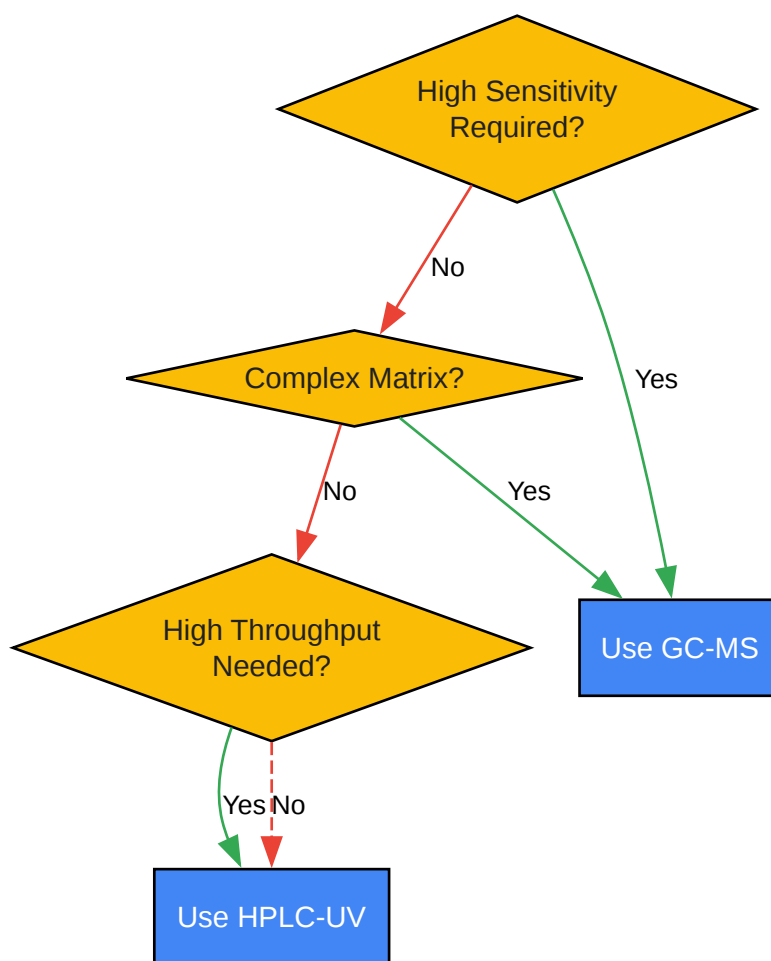 High Sensitivity
Required?
No
Yes
Complex Matrix?
No
Yes
High Throughput
Needed?
Use GC-MS
Yes
No
Use HPLC-UV